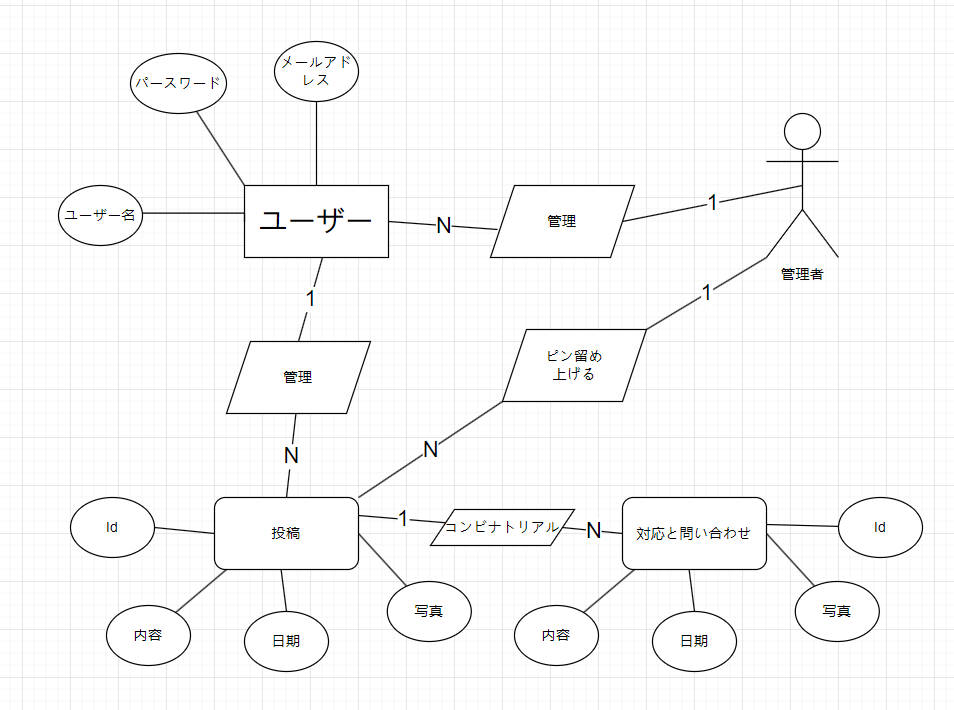 メールアド
レス
パースワード
ユーザー名
ユーザー
N
管理
1
管理者
1
1
管理
ピン留め
上げる
N
N
Id
投稿
1
コンビナトリアル
N
対応と問い合わせ
Id
内容
日期
写真
内容
日期
写真